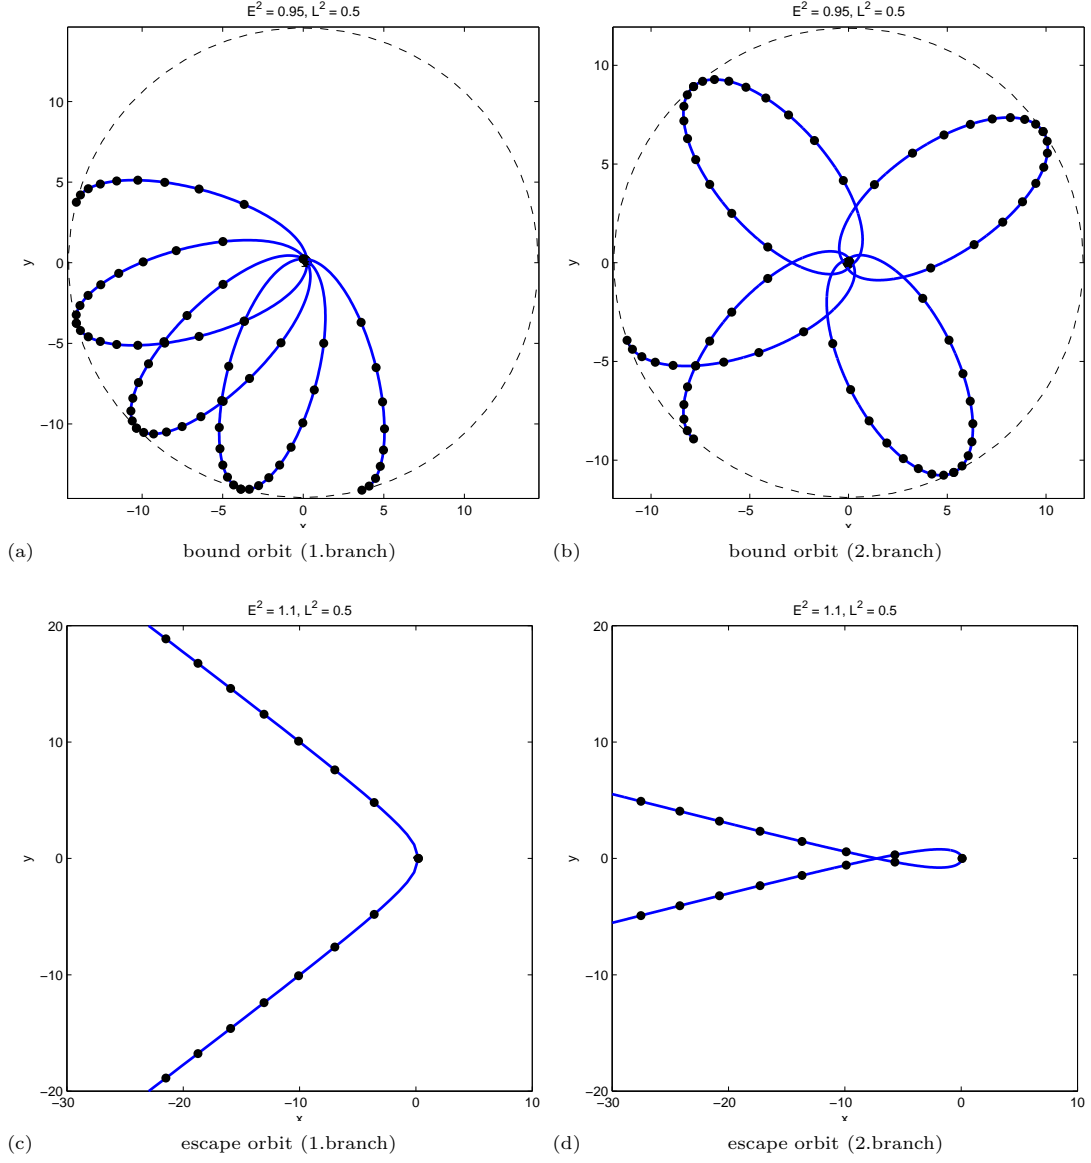 E² = 0.95, L² = 0.5
E² = 0.95, L² = 0.5
10
5
0
−5
−10
y
−10
−5
0
5
10
x
10
5
0
−5
−10
y
−10
−5
0
5
10
x
(a) bound orbit (1.branch)
(b) bound orbit (2.branch)
E² = 1.1, L² = 0.5
E² = 1.1, L² = 0.5
20
10
0
−10
−20
y
−30
−20
−10
0
10
x
20
10
0
−10
−20
y
−30
−20
−10
0
10
x
(c) escape orbit (1.branch)
(d) escape orbit (2.branch)